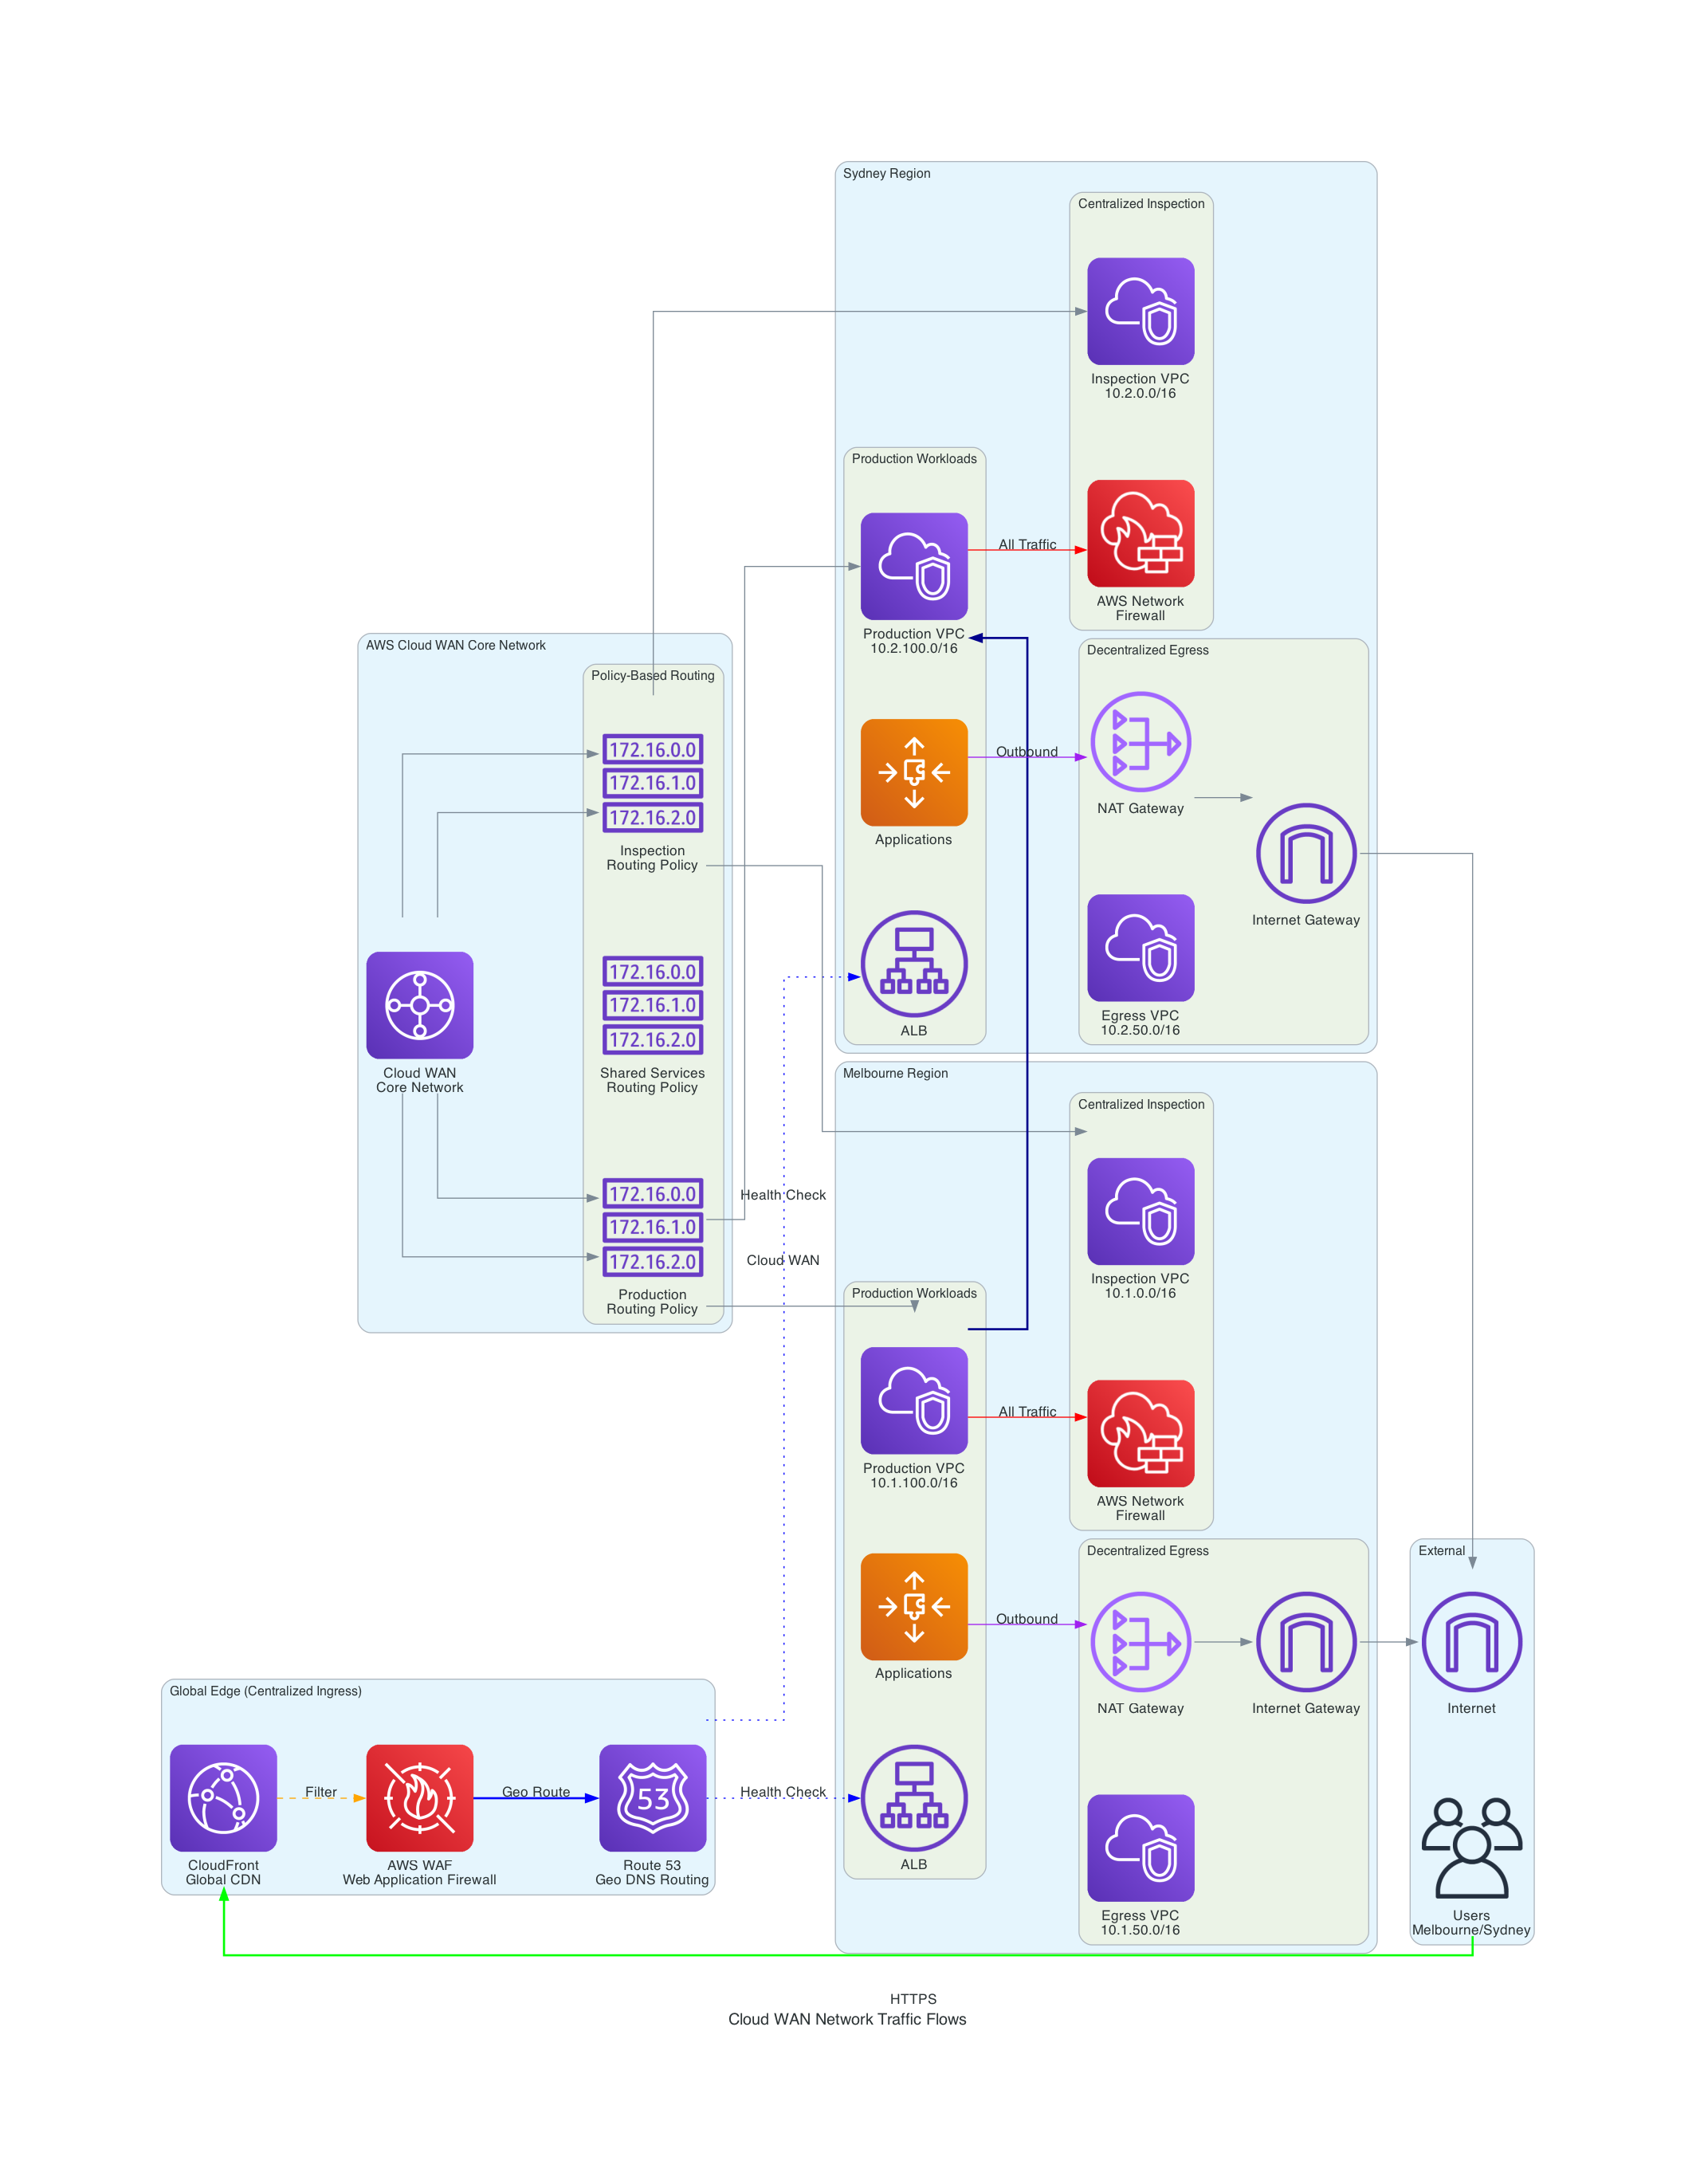 Sydney Region
Centralized Inspection
Inspection VPC
10.2.0.0/16
Production Workloads
Production VPC
10.2.100.0/16
All Traffic
AWS Network
Firewall
Decentralized Egress
Applications
Outbound
NAT Gateway
Internet Gateway
ALB
Egress VPC
10.2.50.0/16
AWS Cloud WAN Core Network
Policy-Based Routing
172.16.0.0
172.16.1.0
172.16.2.0
Inspection
Routing Policy
172.16.0.0
172.16.1.0
172.16.2.0
Shared Services
Routing Policy
Cloud WAN
Core Network
172.16.0.0
172.16.1.0
172.16.2.0
Production
Routing Policy
Health Check
Cloud WAN
Melbourne Region
Centralized Inspection
Inspection VPC
10.1.0.0/16
Production Workloads
Production VPC
10.1.100.0/16
All Traffic
AWS Network
Firewall
Decentralized Egress
Applications
Outbound
NAT Gateway
Internet Gateway
ALB
Egress VPC
10.1.50.0/16
External
Internet
Users
Melbourne/Sydney
Global Edge (Centralized Ingress)
CloudFront
Global CDN
Filter
AWS WAF
Web Application Firewall
Geo Route
53
Route 53
Geo DNS Routing
Health Check
HTTPS
Cloud WAN Network Traffic Flows